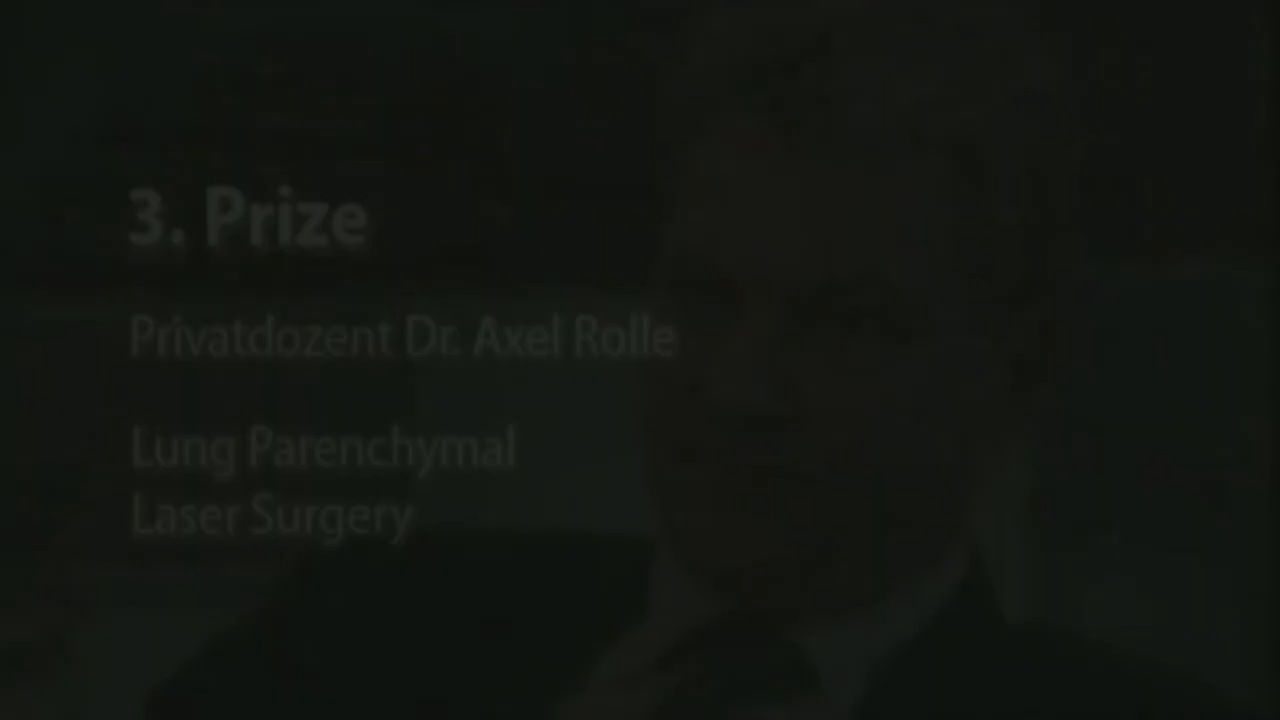 3. Prize
Privatdozent Dr. Axel Rolle
Lung Parenchymal
Laser Surgery